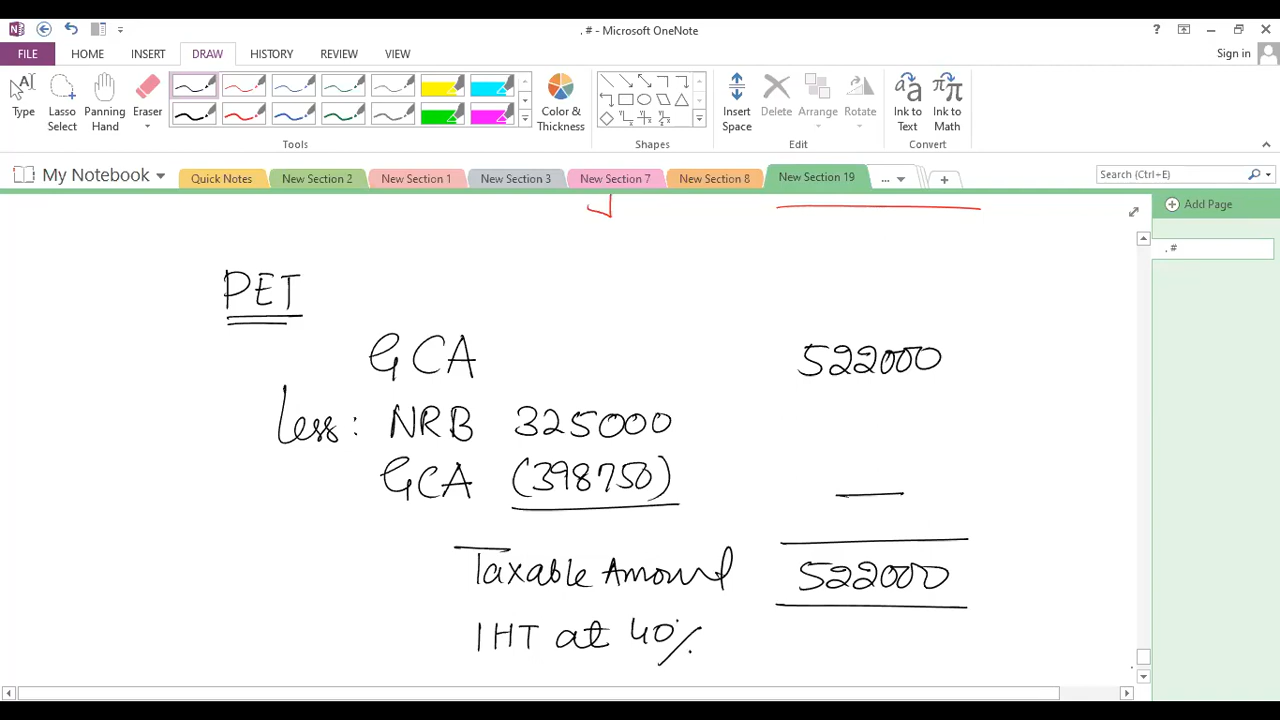 . # - Microsoft OneNote
?
FILE HOME INSERT DRAW HISTORY REVIEW VIEW
Sign in
Type
Lasso
Select
Panning
Hand
Eraser
Color &
Thickness
Insert
Space
Delete
Arrange
Rotate
Ink to
Text
Ink to
Math
Tools
Shapes
Edit
Convert
My Notebook
Quick Notes
New Section 2
New Section 1
New Section 3
New Section 7
New Section 8
New Section 19
...
Search (Ctrl+E)
Add Page
. #
PET
GCA 522000
Less: NRB 325000
GCA (398750) —
Taxable Amount 522000
IHT at 40%